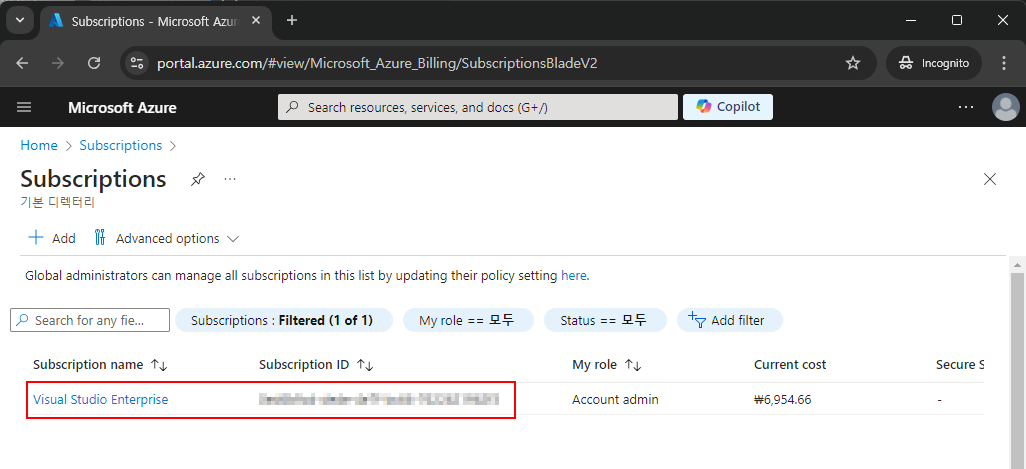 Subscriptions - Microsoft Azur
portal.azure.com/#view/Microsoft_Azure_Billing/SubscriptionsBladeV2
Incognito
Microsoft Azure
Search resources, services, and docs (G+/)
Copilot
Home > Subscriptions >
Subscriptions
기본 디렉터리
Add
Advanced options
Global administrators can manage all subscriptions in this list by updating their policy setting here.
Search for any fie...
Subscriptions : Filtered (1 of 1)
My role == 모두
Status == 모두
Add filter
Subscription name
Subscription ID
My role
Current cost
Secure S
Visual Studio Enterprise
Account admin
₩6,954.66
-